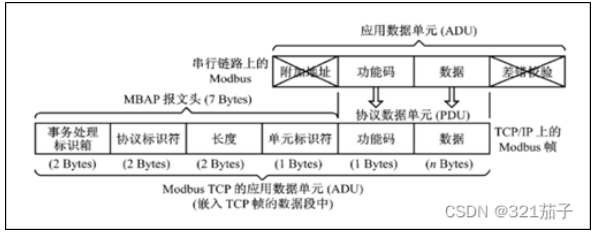 应用数据单元 (ADU)
串行链路上的
Modbus
附加地址 功能码 数据 差错校验
MBAP 报文头 (7 Bytes)
协议数据单元 (PDU)
事务处理
标识箱
协议标识符 长度 单元标识符 功能码 数据
TCP/IP 上的
Modbus 帧
(2 Bytes) (2 Bytes) (2 Bytes) (1 Bytes) (1 Bytes) (n Bytes)
Modbus TCP 的应用数据单元 (ADU)
(嵌入 TCP 帧的数据段中)
CSDN @321茄子